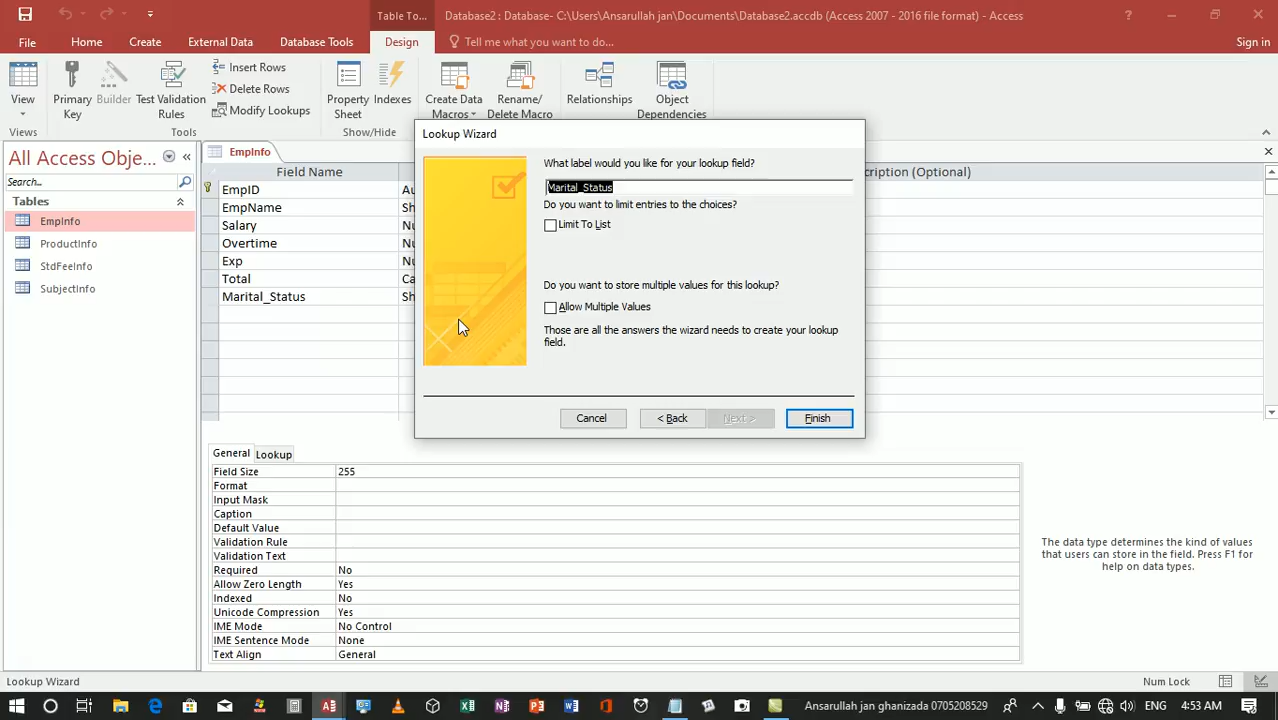 Table To...
Database2 : Database- C:\Users\Ansarullah jan\Documents\Database2.accdb (Access 2007 - 2016 file format) - Access
?
File
Home
Create
External Data
Database Tools
Design
Tell me what you want to do...
Sign in
View
Primary Key
Builder
Test Validation Rules
Insert Rows
Delete Rows
Modify Lookups
Property Sheet
Indexes
Create Data Macros
Rename/ Delete Macro
Relationships
Object Dependencies
Views
Tools
Show/Hide
All Access Obje...
Search...
Tables
EmpInfo
ProductInfo
StdFeeInfo
SubjectInfo
EmpInfo
Field Name
cription (Optional)
EmpID Au
EmpName Sh
Salary Nu
Overtime Nu
Exp Nu
Total Ca
Marital_Status Sh
Lookup Wizard
What label would you like for your lookup field?
Marital_Status
Do you want to limit entries to the choices?
Limit To List
Do you want to store multiple values for this lookup?
Allow Multiple Values
Those are all the answers the wizard needs to create your lookup
field.
Cancel
< Back
Next >
Finish
General
Lookup
Field Size 255
Format
Input Mask
Caption
Default Value
Validation Rule
Validation Text
Required No
Allow Zero Length Yes
Indexed No
Unicode Compression Yes
IME Mode No Control
IME Sentence Mode None
Text Align General
The data type determines the kind of values
that users can store in the field. Press F1 for
help on data types.
Lookup Wizard
Num Lock
Ansarullah jan ghanizada 0705208529
ENG
4:53 AM